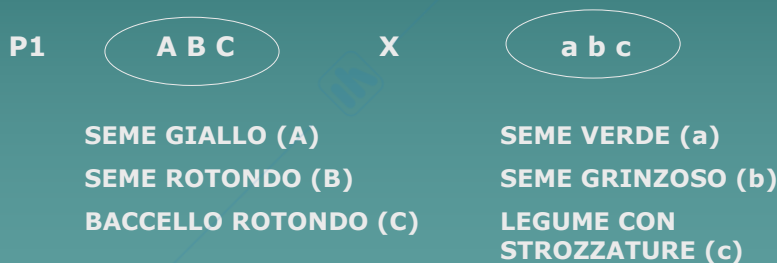 P1 A B C X a b c
SEME GIALLO (A) SEME VERDE (a)
SEME ROTONDO (B) SEME GRINZOSO (b)
BACCELLO ROTONDO (C) LEGUME CON
STROZZATURE (c)